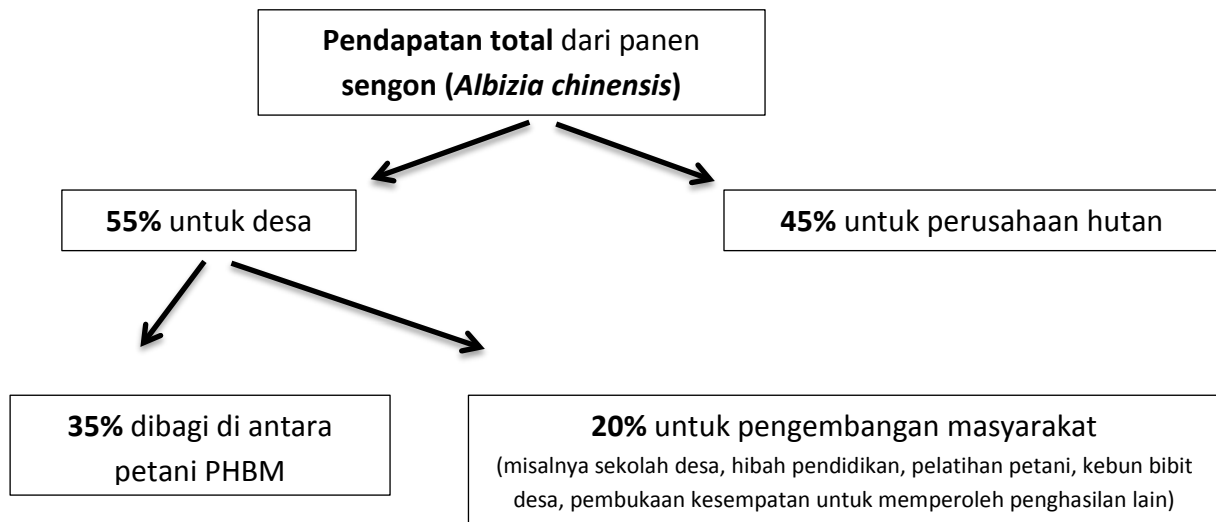 Pendapatan total dari panen
sengon (Albizia chinensis)
55% untuk desa
45% untuk perusahaan hutan
35% dibagi di antara
petani PHBM
20% untuk pengembangan masyarakat
(misalnya sekolah desa, hibah pendidikan, pelatihan petani, kebun bibit
desa, pembukaan kesempatan untuk memperoleh penghasilan lain)